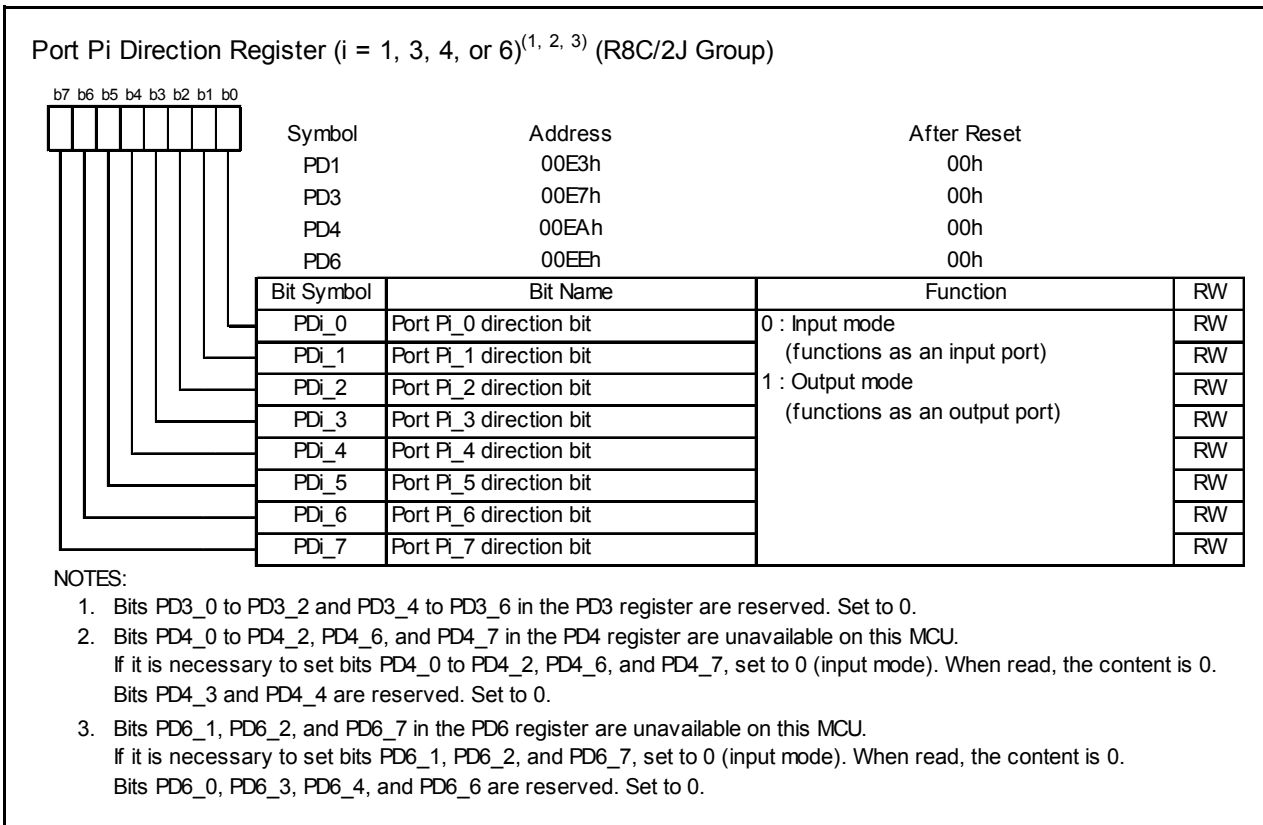 Port Pi Direction Register (i = 1, 3, 4, or 6)(1, 2, 3) (R8C/2J Group)
b7 b6 b5 b4 b3 b2 b1 b0
Symbol Address After Reset
PD1 00E3h 00h
PD3 00E7h 00h
PD4 00EAh 00h
PD6 00EEh 00h
Bit Symbol Bit Name Function RW
PDi_0 Port Pi_0 direction bit 0 : Input mode RW
PDi_1 Port Pi_1 direction bit (functions as an input port) RW
PDi_2 Port Pi_2 direction bit 1 : Output mode RW
PDi_3 Port Pi_3 direction bit (functions as an output port) RW
PDi_4 Port Pi_4 direction bit RW
PDi_5 Port Pi_5 direction bit RW
PDi_6 Port Pi_6 direction bit RW
PDi_7 Port Pi_7 direction bit RW
NOTES:
1. Bits PD3_0 to PD3_2 and PD3_4 to PD3_6 in the PD3 register are reserved. Set to 0.
2. Bits PD4_0 to PD4_2, PD4_6, and PD4_7 in the PD4 register are unavailable on this MCU.
If it is necessary to set bits PD4_0 to PD4_2, PD4_6, and PD4_7, set to 0 (input mode). When read, the content is 0.
Bits PD4_3 and PD4_4 are reserved. Set to 0.
3. Bits PD6_1, PD6_2, and PD6_7 in the PD6 register are unavailable on this MCU.
If it is necessary to set bits PD6_1, PD6_2, and PD6_7, set to 0 (input mode). When read, the content is 0.
Bits PD6_0, PD6_3, PD6_4, and PD6_6 are reserved. Set to 0.